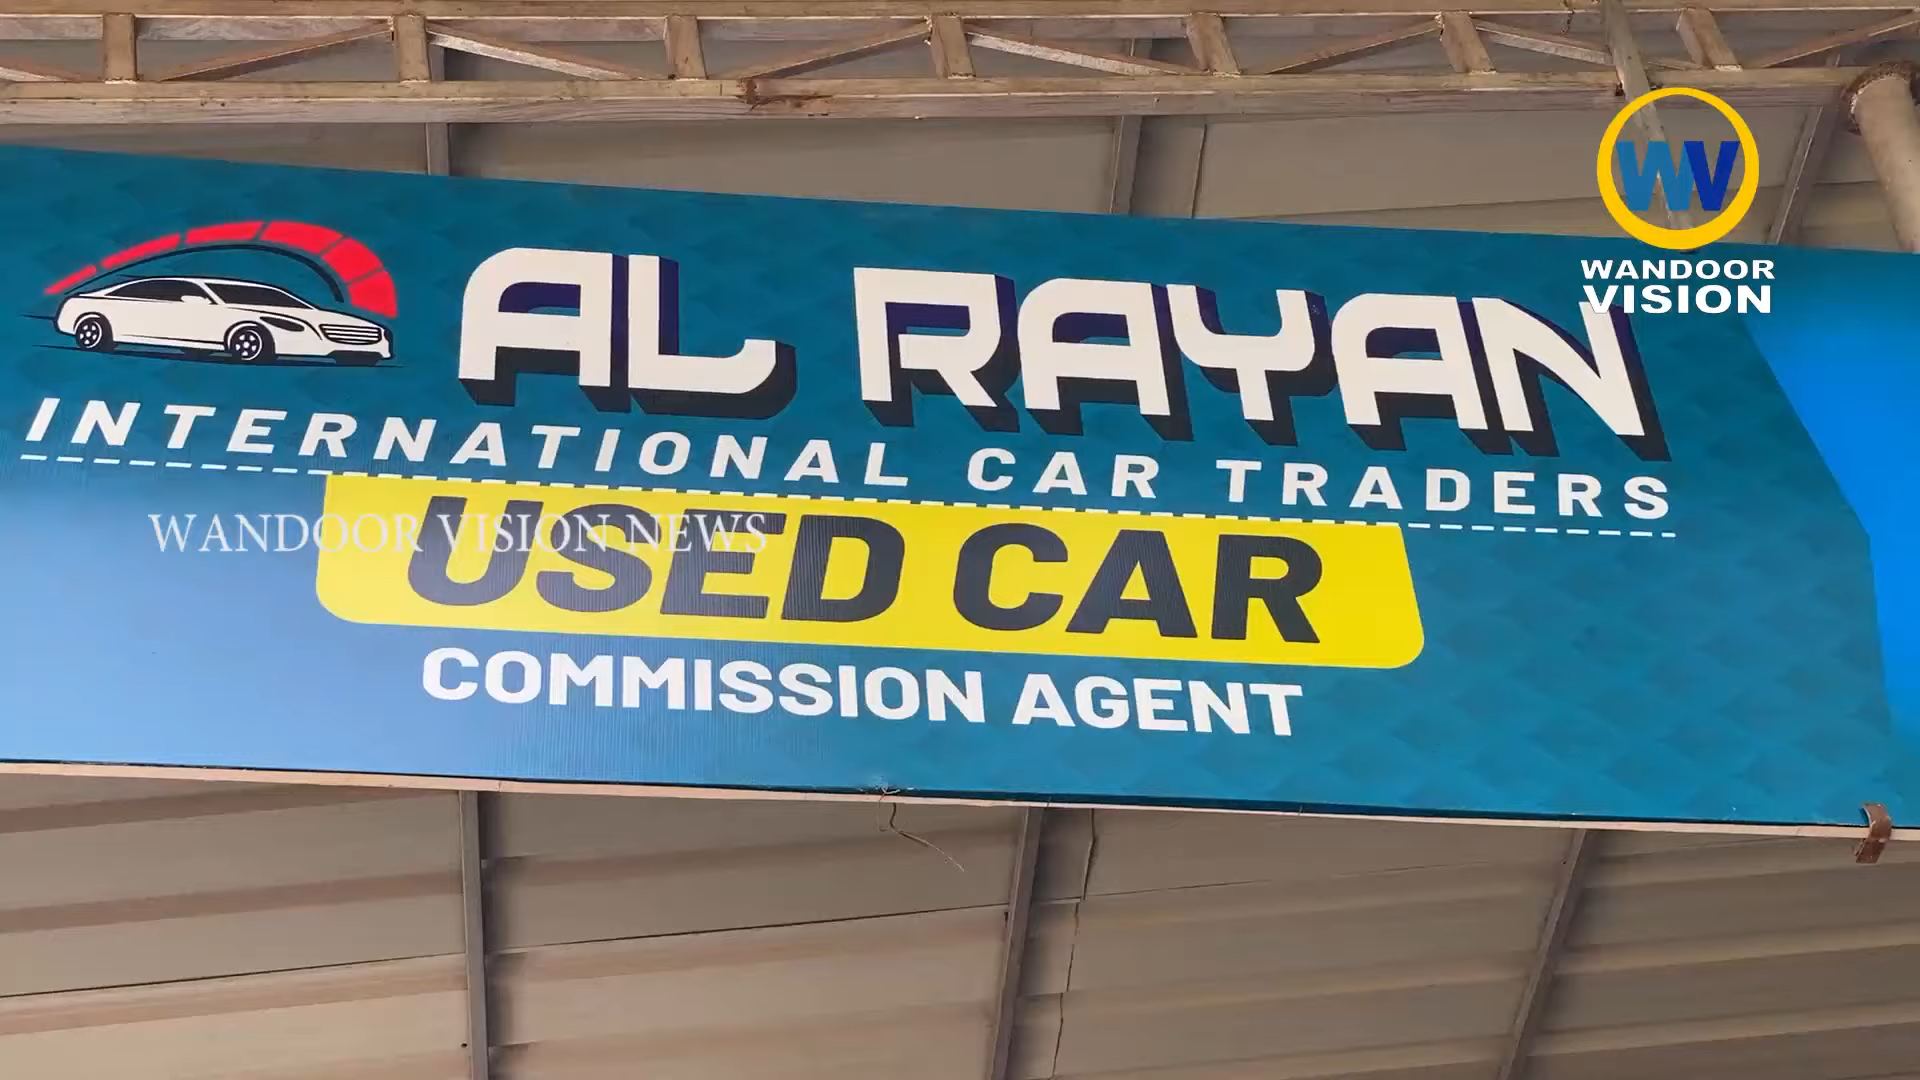 WV
WANDOOR
VISION
AL RAYAN
INTERNATIONAL CAR TRADERS
WANDOOR VISION NEWS
USED CAR
COMMISSION AGENT